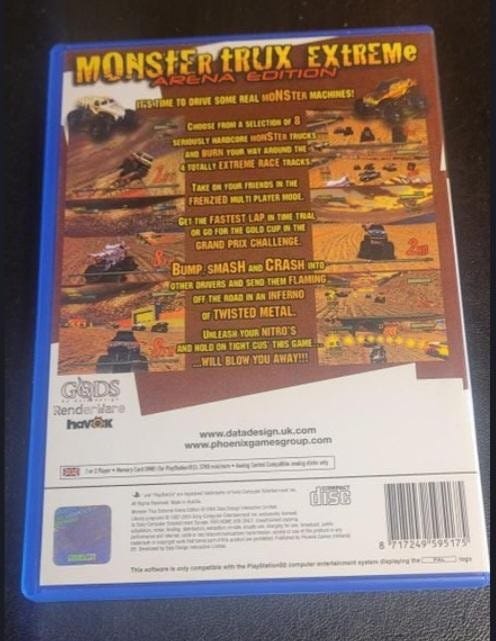 MONSTER TRUX EXTREME
ARENA EDITION
IT'S TIME TO DRIVE SOME REAL MONSTER MACHINES!
CHOOSE FROM A SELECTION OF 8
SERIOUSLY HARDCORE MONSTER TRUCKS
AND BURN YOUR WAY AROUND THE
4 TOTALLY EXTREME RACE TRACKS.
TAKE ON YOUR FRIENDS IN THE
FRENZIED MULTI PLAYER MODE.
GET THE FASTEST LAP IN TIME TRIAL
OR GO FOR THE GOLD CUP IN THE
GRAND PRIX CHALLENGE.
BUMP, SMASH AND CRASH INTO
OTHER DRIVERS AND SEND THEM FLAMING
OFF THE ROAD IN AN INFERNO
OF TWISTED METAL.
UNLEASH YOUR NITRO'S
AND HOLD ON TIGHT CUS' THIS GAME...
...WILL BLOW YOU AWAY!!!
2ND
GODS
RenderWare
havok
www.datadesign.uk.com
www.phoenixgamesgroup.com
COMPACT
disc
8 717249 595175
This software is only compatible with the PlayStation®2 computer entertainment system displaying the PAL logo